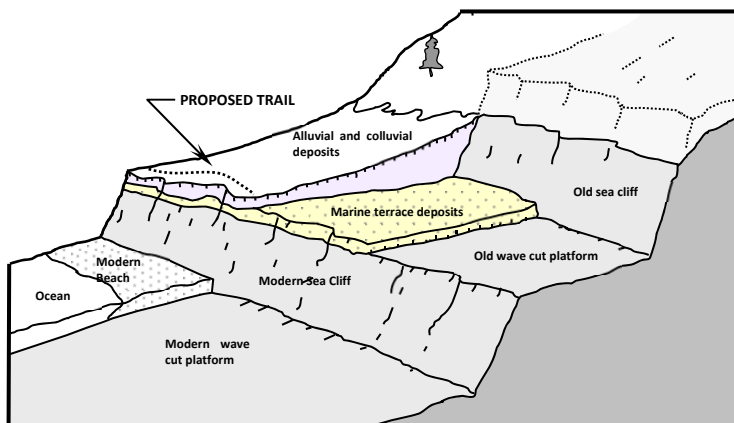 PROPOSED TRAIL
Alluvial and colluvial
deposits
Old sea cliff
Marine terrace deposits
Old wave cut platform
Modern
Beach
Modern Sea Cliff
Ocean
Modern wave
cut platform